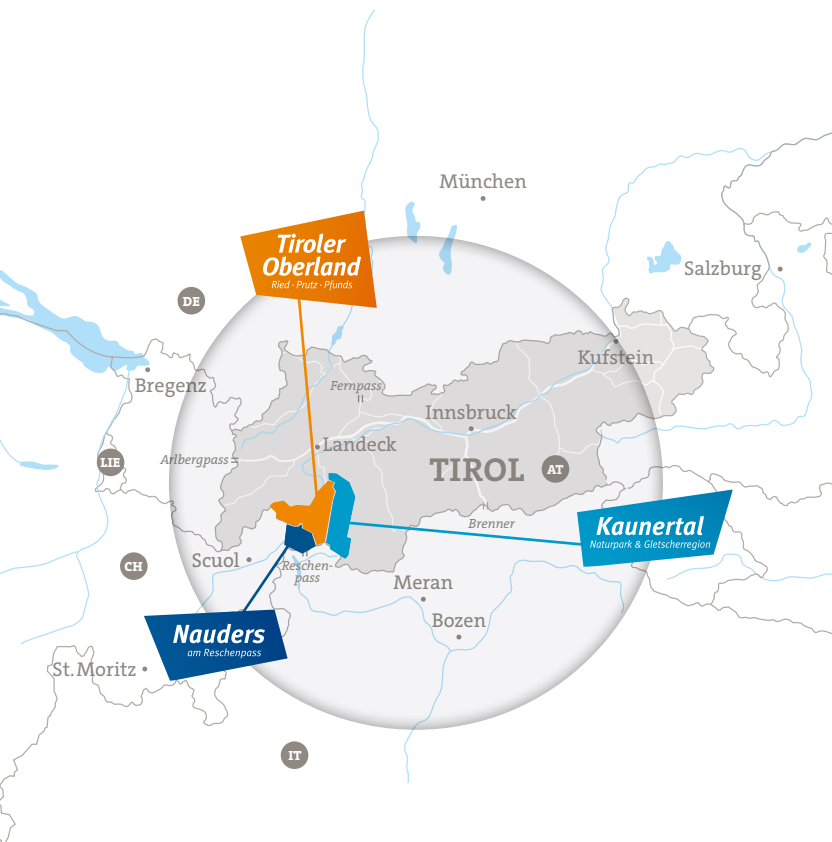 München
Tiroler
Oberland
Ried · Prutz · Pfunds
Salzburg
DE
Kufstein
Bregenz
Fernpass
Innsbruck
Landeck
LIE
Arlbergpass
TIROL
AT
Brenner
Kaunertal
Naturpark & Gletscherregion
Scuol
CH
Reschen-
pass
Meran
Bozen
Nauders
am Reschenpass
St. Moritz
IT